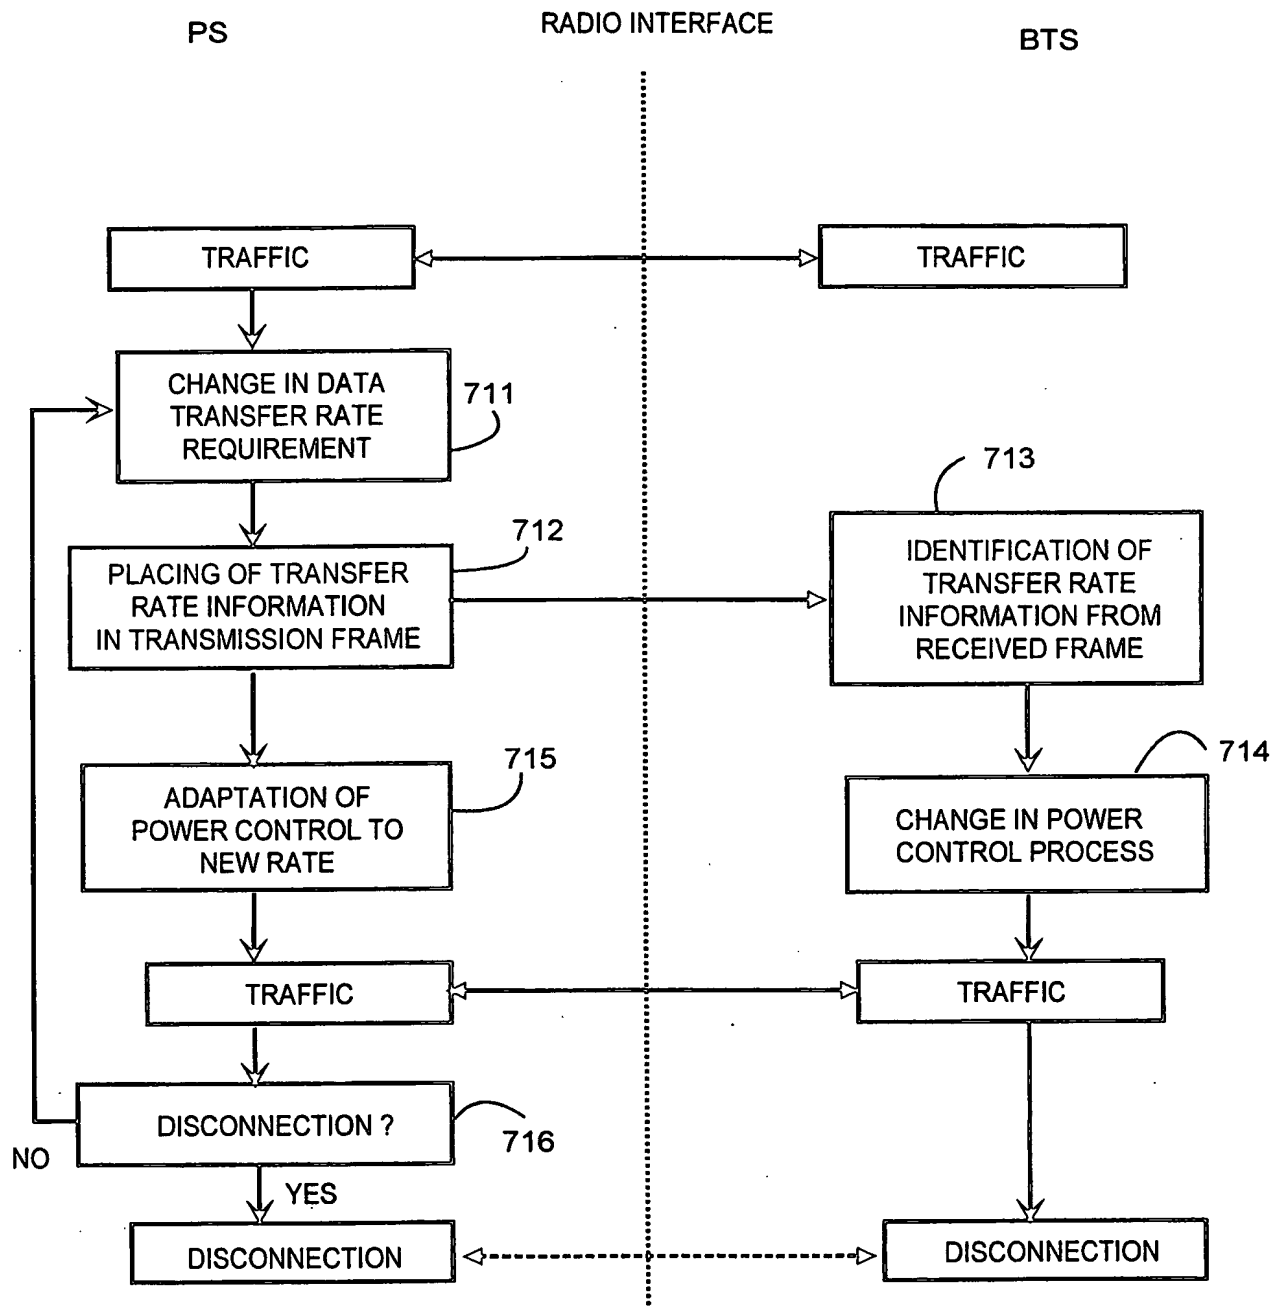 PS
RADIO INTERFACE
BTS
TRAFFIC
TRAFFIC
CHANGE IN DATA
TRANSFER RATE
REQUIREMENT
711
713
712
PLACING OF TRANSFER
RATE INFORMATION
IN TRANSMISSION FRAME
IDENTIFICATION OF
TRANSFER RATE
INFORMATION FROM
RECEIVED FRAME
715
714
ADAPTATION OF
POWER CONTROL TO
NEW RATE
CHANGE IN POWER
CONTROL PROCESS
TRAFFIC
TRAFFIC
DISCONNECTION ?
716
NO
YES
DISCONNECTION
DISCONNECTION